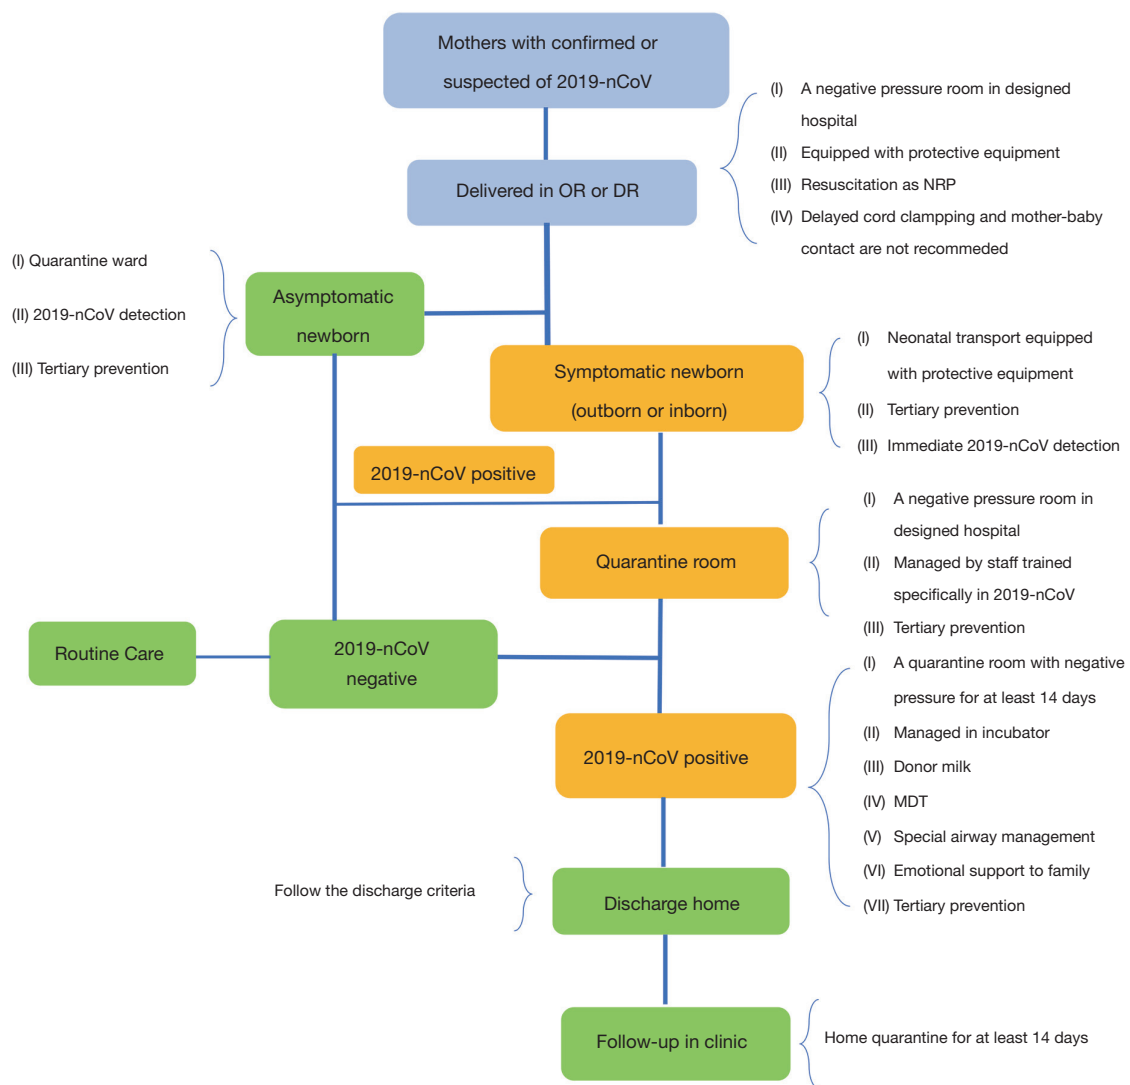 Mothers with confirmed or
suspected of 2019-nCoV
(I) A negative pressure room in designed
hospital
(II) Equipped with protective equipment
(III) Resuscitation as NRP
(IV) Delayed cord clampping and mother-baby
contact are not recommeded
Delivered in OR or DR
(I) Quarantine ward
(II) 2019-nCoV detection
(III) Tertiary prevention
Asymptomatic
newborn
Symptomatic newborn
(outborn or inborn)
(I) Neonatal transport equipped
with protective equipment
(II) Tertiary prevention
(III) Immediate 2019-nCoV detection
2019-nCoV positive
Quarantine room
(I) A negative pressure room in
designed hospital
(II) Managed by staff trained
specifically in 2019-nCoV
(III) Tertiary prevention
Routine Care
2019-nCoV
negative
2019-nCoV positive
(I) A quarantine room with negative
pressure for at least 14 days
(II) Managed in incubator
(III) Donor milk
(IV) MDT
(V) Special airway management
(VI) Emotional support to family
(VII) Tertiary prevention
Follow the discharge criteria
Discharge home
Follow-up in clinic
Home quarantine for at least 14 days